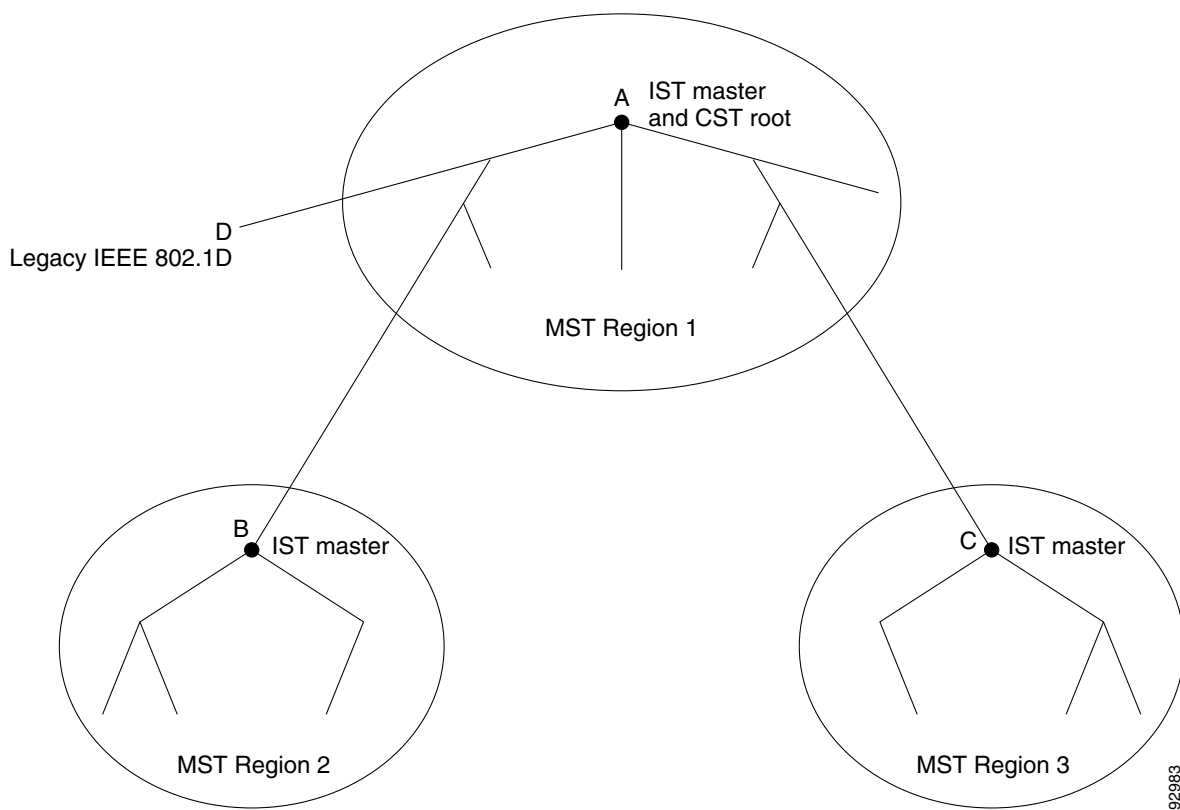 A
IST master
and CST root
D
Legacy IEEE 802.1D
MST Region 1
B
IST master
C
IST master
MST Region 2
MST Region 3
92983